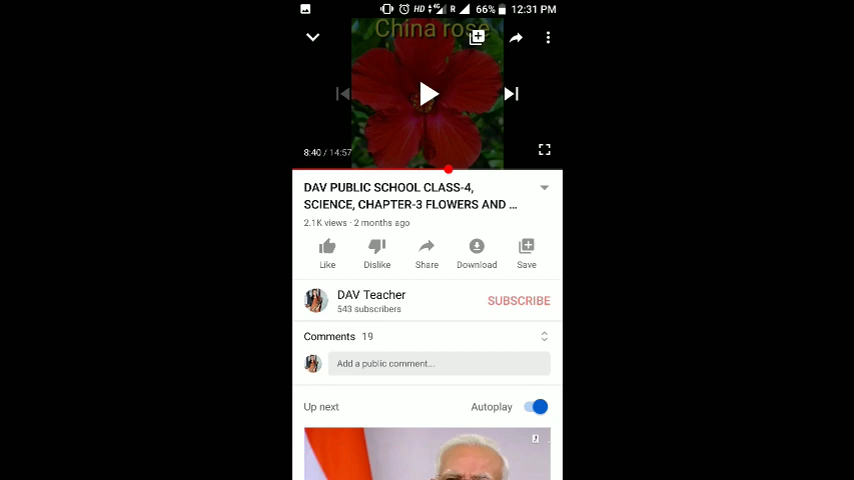 HD 4G R 66% 12:31 PM
China rose
8:40 / 14:57
DAV PUBLIC SCHOOL CLASS-4,
SCIENCE, CHAPTER-3 FLOWERS AND ...
2.1K views · 2 months ago
Like Dislike Share Download Save
DAV Teacher
SUBSCRIBE
543 subscribers
Comments 19
Add a public comment...
Up next Autoplay